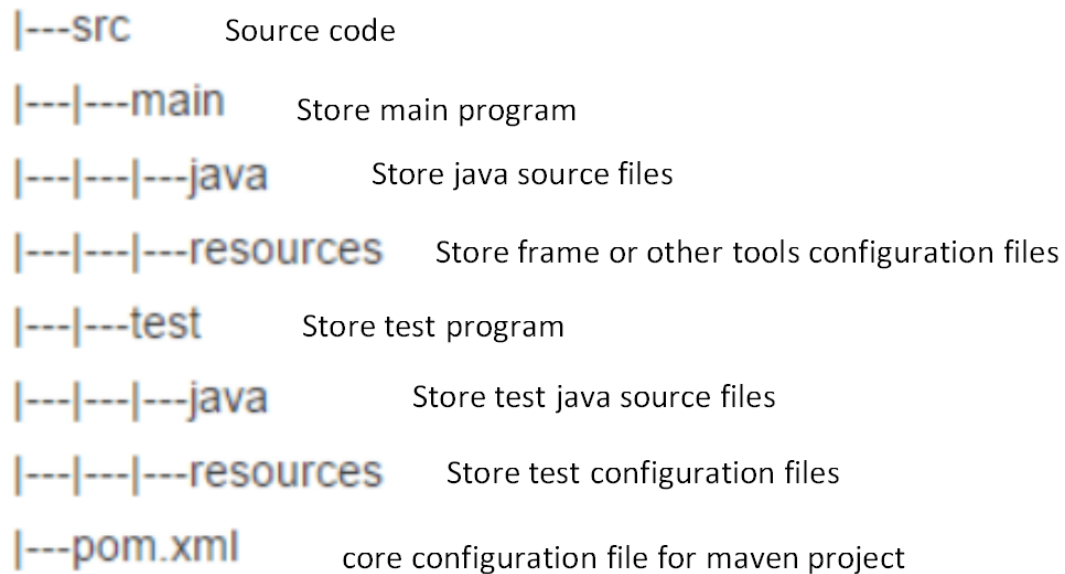 |---src Source code
|---|---main Store main program
|---|---|---java Store java source files
|---|---|---resources Store frame or other tools configuration files
|---|---test Store test program
|---|---|---java Store test java source files
|---|---|---resources Store test configuration files
|---pom.xml core configuration file for maven project